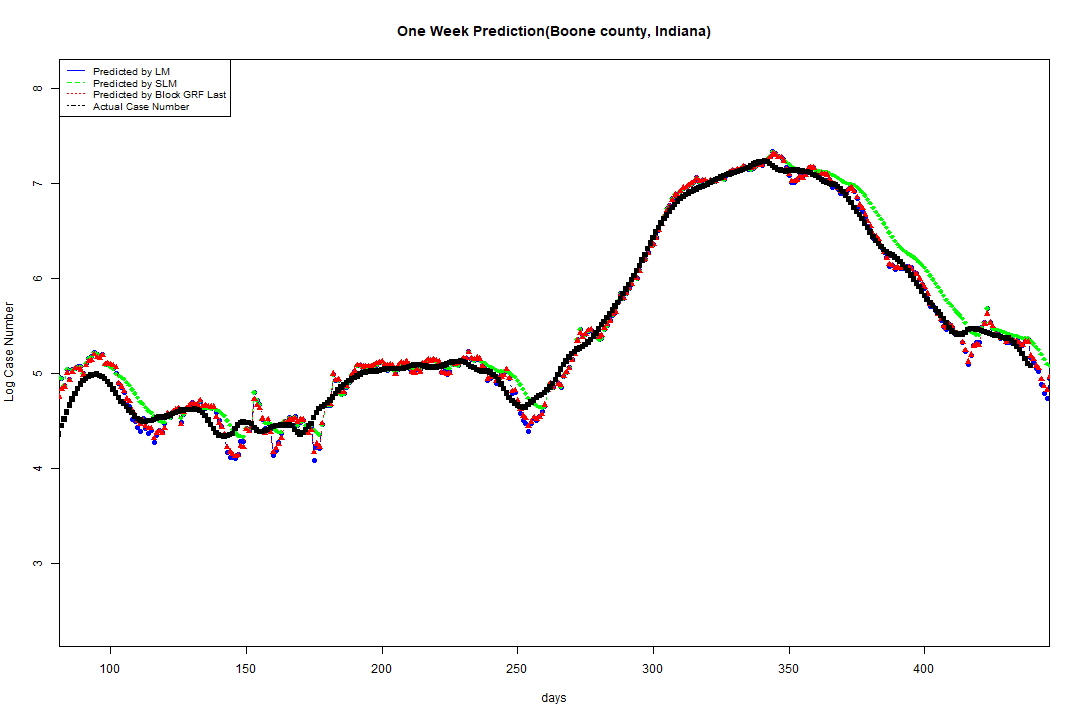 One Week Prediction(Boone county, Indiana)
Predicted by LM
Predicted by SLM
Predicted by Block GRF Last
Actual Case Number
8
7
6
5
4
3
Log Case Number
100 150 200 250 300 350 400
days